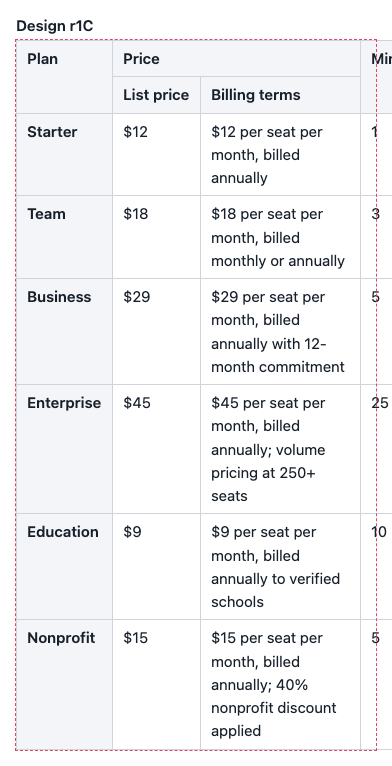 Design r1C
Plan
Price
Min
List price
Billing terms
Starter
$12
$12 per seat per
month, billed
annually
1
Team
$18
$18 per seat per
month, billed
monthly or annually
3
Business
$29
$29 per seat per
month, billed
annually with 12-
month commitment
5
Enterprise
$45
$45 per seat per
month, billed
annually; volume
pricing at 250+
seats
25
Education
$9
$9 per seat per
month, billed
annually to verified
schools
10
Nonprofit
$15
$15 per seat per
month, billed
annually; 40%
nonprofit discount
applied
5